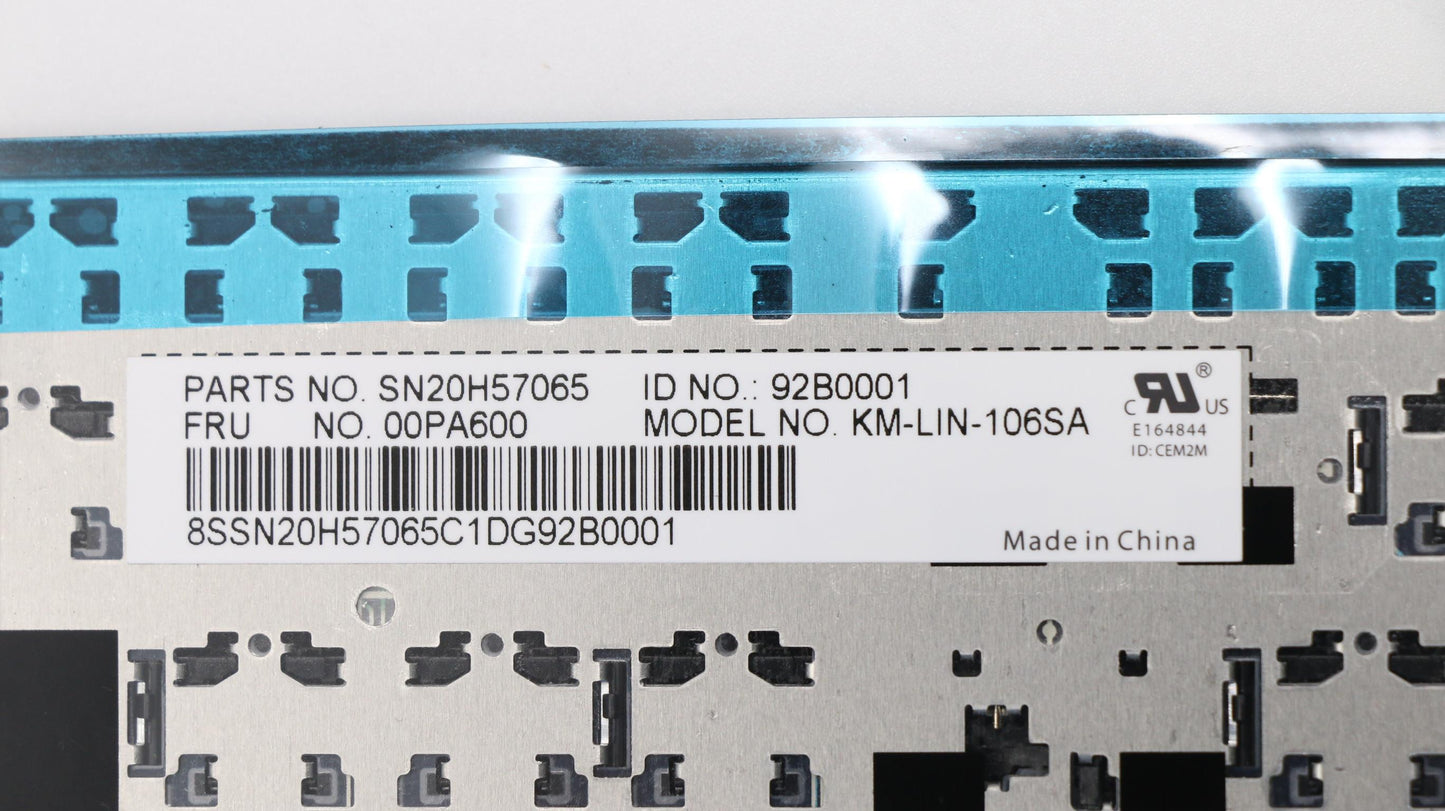 PARTS NO. SN20H57065 ID NO.: 92B0001
FRU NO. 00PA600 MODEL NO. KM-LIN-106SA
8SSN20H57065C1DG92B0001
C RU US ®
E164844
ID: CEM2M
Made in China